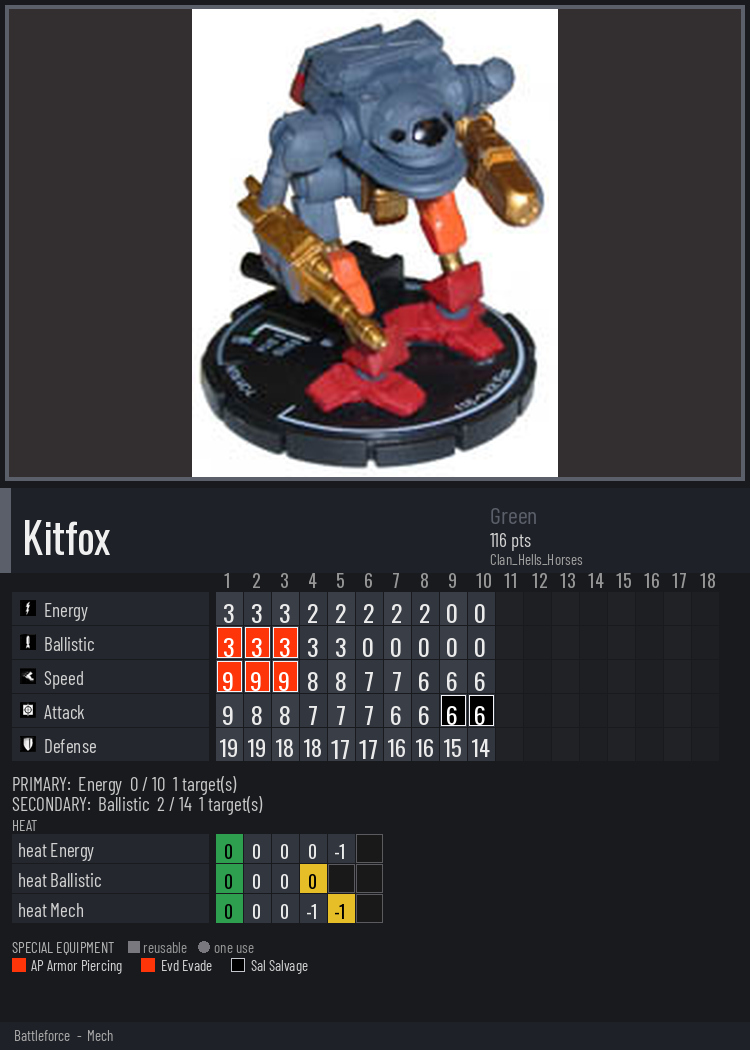 116 - Kit Fox
Kitfox
Green
116 pts
Clan_Hells_Horses
1 2 3 4 5 6 7 8 9 10 11 12 13 14 15 16 17 18
Energy 3 3 3 2 2 2 2 2 0 0
Ballistic 3 3 3 3 3 0 0 0 0 0
Speed 9 9 9 8 8 7 7 6 6 6
Attack 9 8 8 7 7 7 6 6 6 6
Defense 19 19 18 18 17 17 16 16 15 14
PRIMARY: Energy 0 / 10 1 target(s)
SECONDARY: Ballistic 2 / 14 1 target(s)
HEAT
heat Energy 0 0 0 0 -1
heat Ballistic 0 0 0 0
heat Mech 0 0 0 -1 -1
SPECIAL EQUIPMENT reusable one use
AP Armor Piercing Evd Evade Sal Salvage
Battleforce - Mech